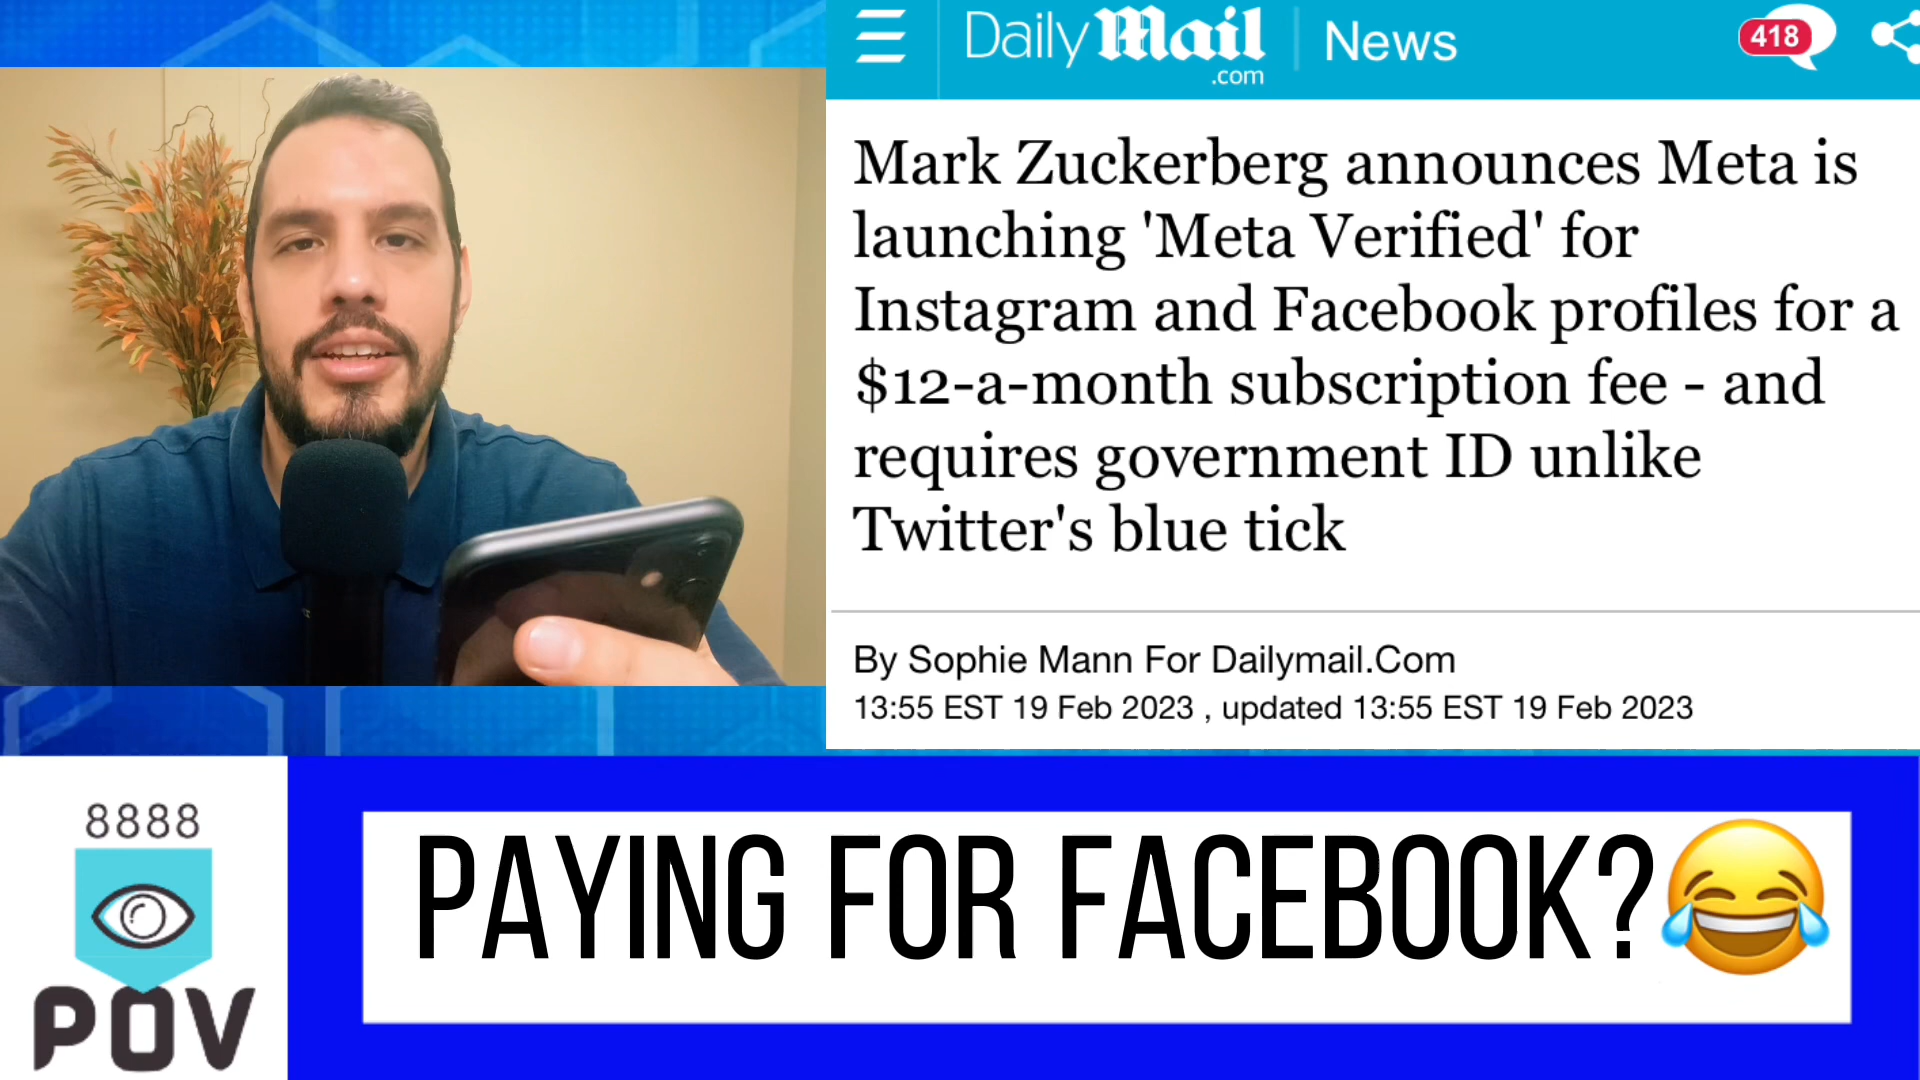 Daily Mail .com News 418
Mark Zuckerberg announces Meta is
launching 'Meta Verified' for
Instagram and Facebook profiles for a
$12-a-month subscription fee - and
requires government ID unlike
Twitter's blue tick
By Sophie Mann For Dailymail.Com
13:55 EST 19 Feb 2023 , updated 13:55 EST 19 Feb 2023
8888
POV
PAYING FOR FACEBOOK?😂